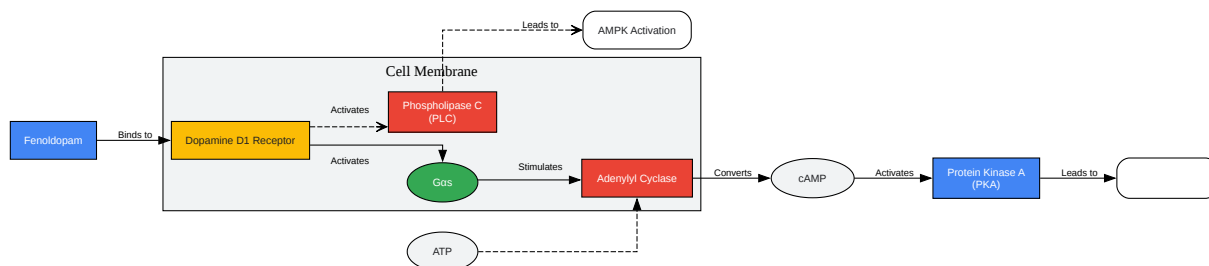 Leads to
AMPK Activation
Cell Membrane
Phospholipase C
(PLC)
Activates
Fenoldopam
Binds to
Dopamine D1 Receptor
Activates
Gαs
Stimulates
Adenylyl Cyclase
Converts
cAMP
Activates
Protein Kinase A
(PKA)
Leads to
ATP